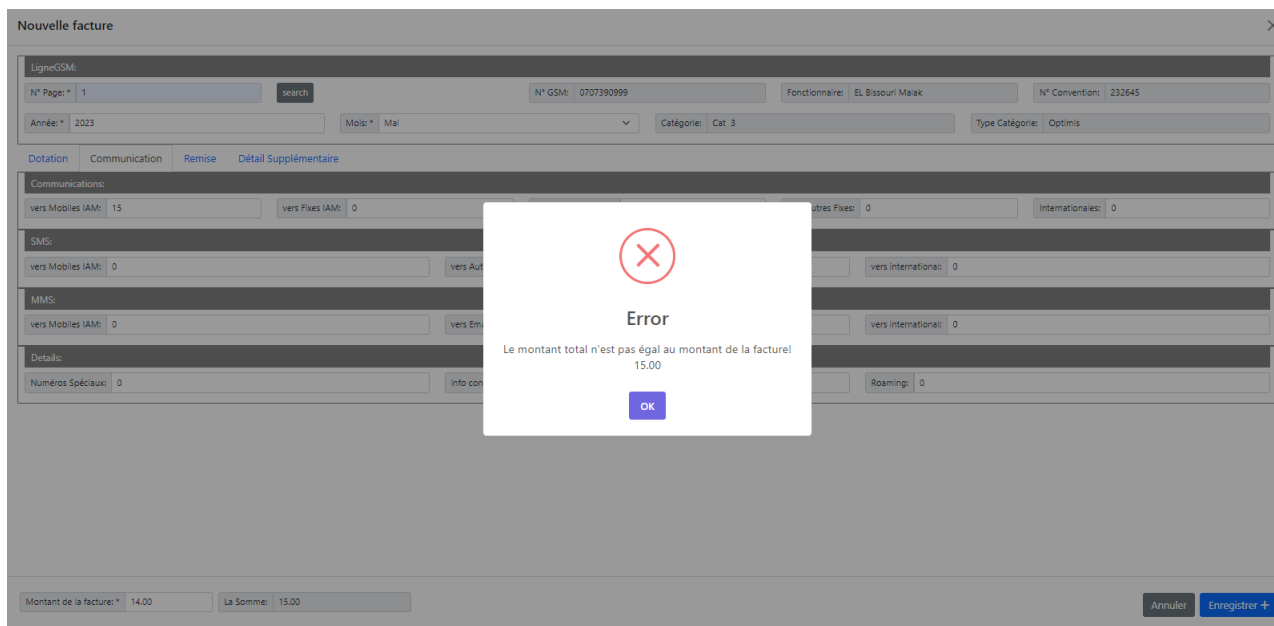 Nouvelle facture
LigneGSM:
N° Page: * 1 search N° GSM: 0707390999 Fonctionnaire: EL Bissouri Malak N° Convention: 232645
Année: * 2023 Mois: * Mai Catégorie: Cat 3 Type Catégorie: Optimis
Dotation Communication Remise Détail Supplémentaire
Communications:
vers Mobiles IAM: 15 vers Fixes IAM: 0 utres Fixes: 0 Internationales: 0
SMS:
vers Mobiles IAM: 0 vers Aut vers international: 0
MMS:
vers Mobiles IAM: 0 vers Ema vers international: 0
Error
Le montant total n'est pas égal au montant de la facture!
15.00
OK
Details:
Numéros Spéciaux: 0 info con Roaming: 0
Montant de la facture: * 14.00 La Somme: 15.00 Annuler Enregistrer +